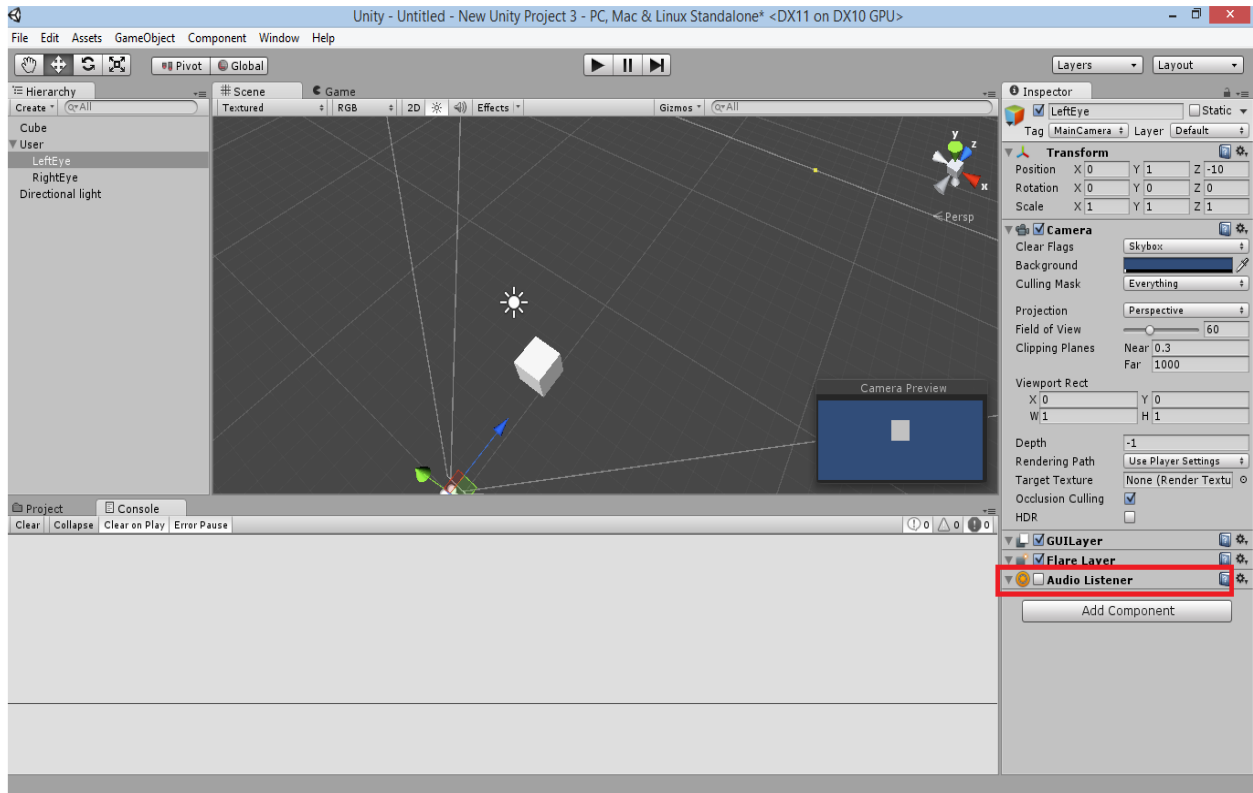 Unity - Untitled - New Unity Project 3 - PC, Mac & Linux Standalone* <DX11 on DX10 GPU>
File Edit Assets GameObject Component Window Help
Pivot Global Layers Layout
Hierarchy
Create All
Cube
User
LeftEye
RightEye
Directional light
Scene Game
Textured RGB 2D Effects Gizmos All
y
z
x
Persp
Camera Preview
Project Console
Clear Collapse Clear on Play Error Pause 0 0 0
Inspector
LeftEye Static
Tag MainCamera Layer Default
Transform
Position X 0 Y 1 Z -10
Rotation X 0 Y 0 Z 0
Scale X 1 Y 1 Z 1
Camera
Clear Flags Skybox
Background
Culling Mask Everything
Projection Perspective
Field of View 60
Clipping Planes Near 0.3
Far 1000
Viewport Rect
X 0 Y 0
W 1 H 1
Depth -1
Rendering Path Use Player Settings
Target Texture None (Render Textu
Occlusion Culling
HDR
GUILayer
Flare Layer
Audio Listener
Add Component